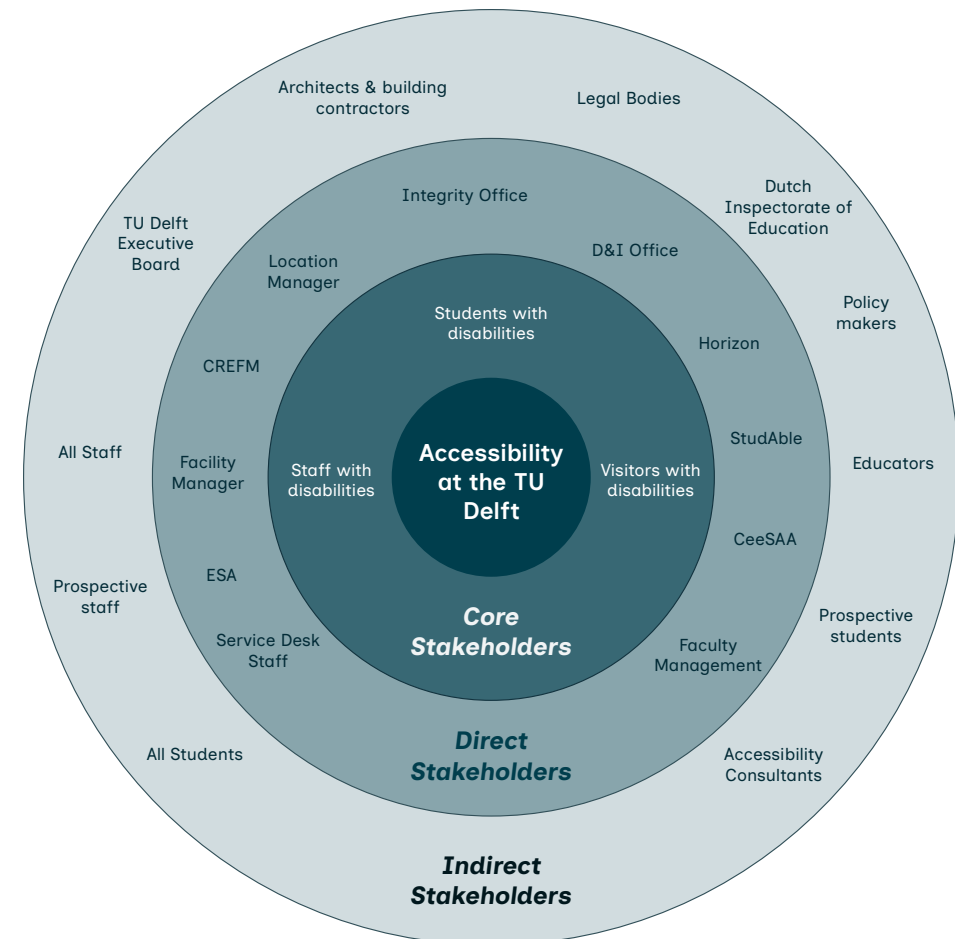 Architects & building
contractors
Legal Bodies
Dutch
Inspectorate of
Education
TU Delft
Executive
Board
Policy
makers
All Staff
Educators
Prospective
staff
Prospective
students
All Students
Accessibility
Consultants
Indirect
Stakeholders
Integrity Office
D&I Office
Location
Manager
Horizon
CREFM
StudAble
Facility
Manager
CeeSAA
ESA
Service Desk
Staff
Faculty
Management
Direct
Stakeholders
Students with
disabilities
Staff with
disabilities
Visitors with
disabilities
Core
Stakeholders
Accessibility
at the TU
Delft